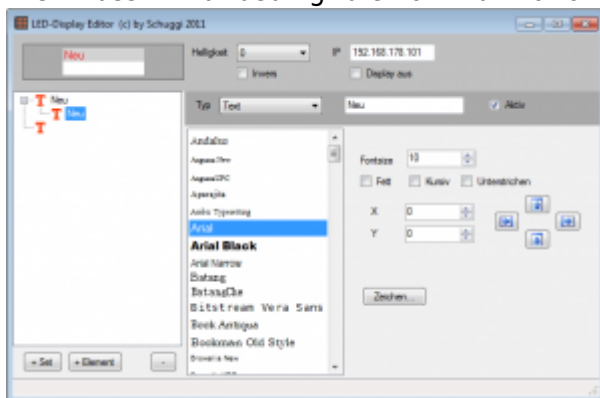 LED-Display Editor (c) by Schuggi 2011
Neu
Helligkeit 0
IP 192.168.178.101
Invers
Display aus
Typ Text
Neu
Aktiv
Neu
Neu
Andalus
Angsana New
AngsanaUPC
Aparajita
Arabic Typesetting
Arial
Arial Black
Arial Narrow
Batang
BatangChe
Bitstream Vera Sans
Book Antiqua
Bookman Old Style
Browallia New
Fontsize 10
Fett
Kursiv
Unterstrichen
X 0
Y 0
Zeichen...
+ Set
+ Element
-